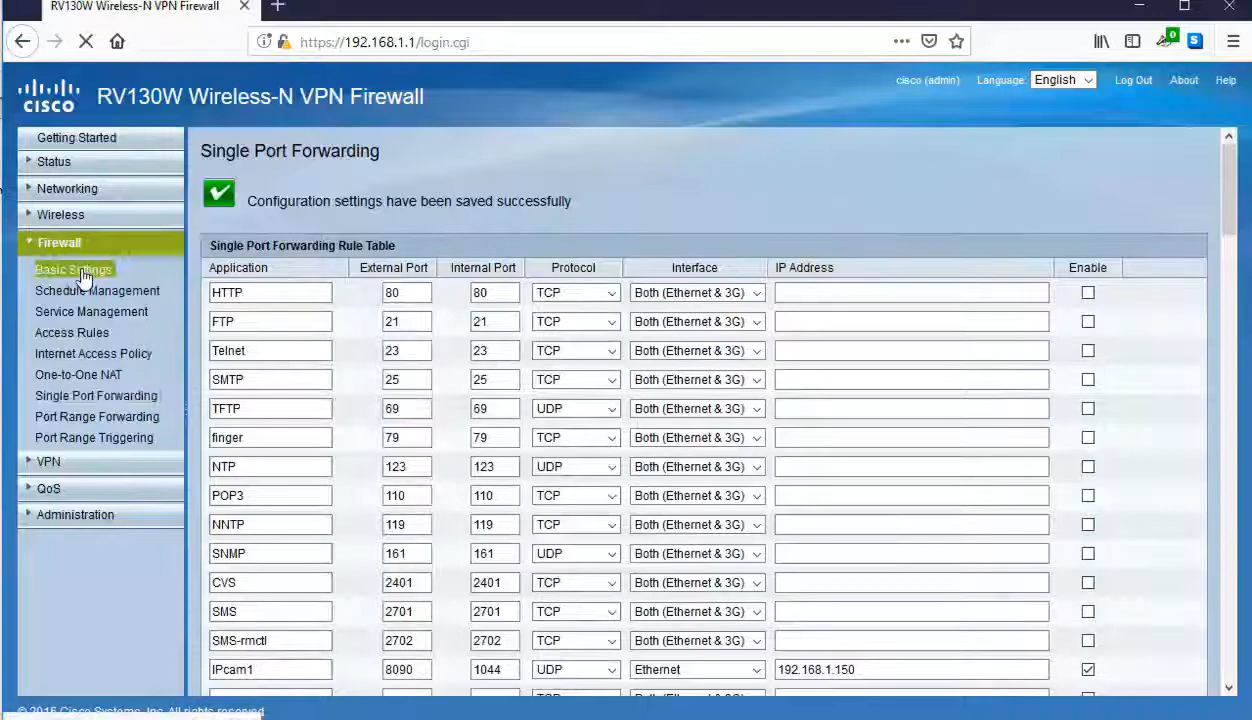 RV130W Wireless-N VPN Firewall
https://192.168.1.1/login.cgi
0
S
cisco (admin) Language: English Log Out About Help
CISCO RV130W Wireless-N VPN Firewall
Getting Started
Status
Networking
Wireless
Firewall
Basic Settings
Schedule Management
Service Management
Access Rules
Internet Access Policy
One-to-One NAT
Single Port Forwarding
Port Range Forwarding
Port Range Triggering
VPN
QoS
Administration
Single Port Forwarding
Configuration settings have been saved successfully
Single Port Forwarding Rule Table
Application External Port Internal Port Protocol Interface IP Address Enable
HTTP 80 80 TCP Both (Ethernet & 3G)
FTP 21 21 TCP Both (Ethernet & 3G)
Telnet 23 23 TCP Both (Ethernet & 3G)
SMTP 25 25 TCP Both (Ethernet & 3G)
TFTP 69 69 UDP Both (Ethernet & 3G)
finger 79 79 TCP Both (Ethernet & 3G)
NTP 123 123 UDP Both (Ethernet & 3G)
POP3 110 110 TCP Both (Ethernet & 3G)
NNTP 119 119 TCP Both (Ethernet & 3G)
SNMP 161 161 UDP Both (Ethernet & 3G)
CVS 2401 2401 TCP Both (Ethernet & 3G)
SMS 2701 2701 TCP Both (Ethernet & 3G)
SMS-rmctl 2702 2702 TCP Both (Ethernet & 3G)
IPcam1 8090 1044 UDP Ethernet 192.168.1.150
© 2015 Cisco Systems, Inc. All rights reserved.